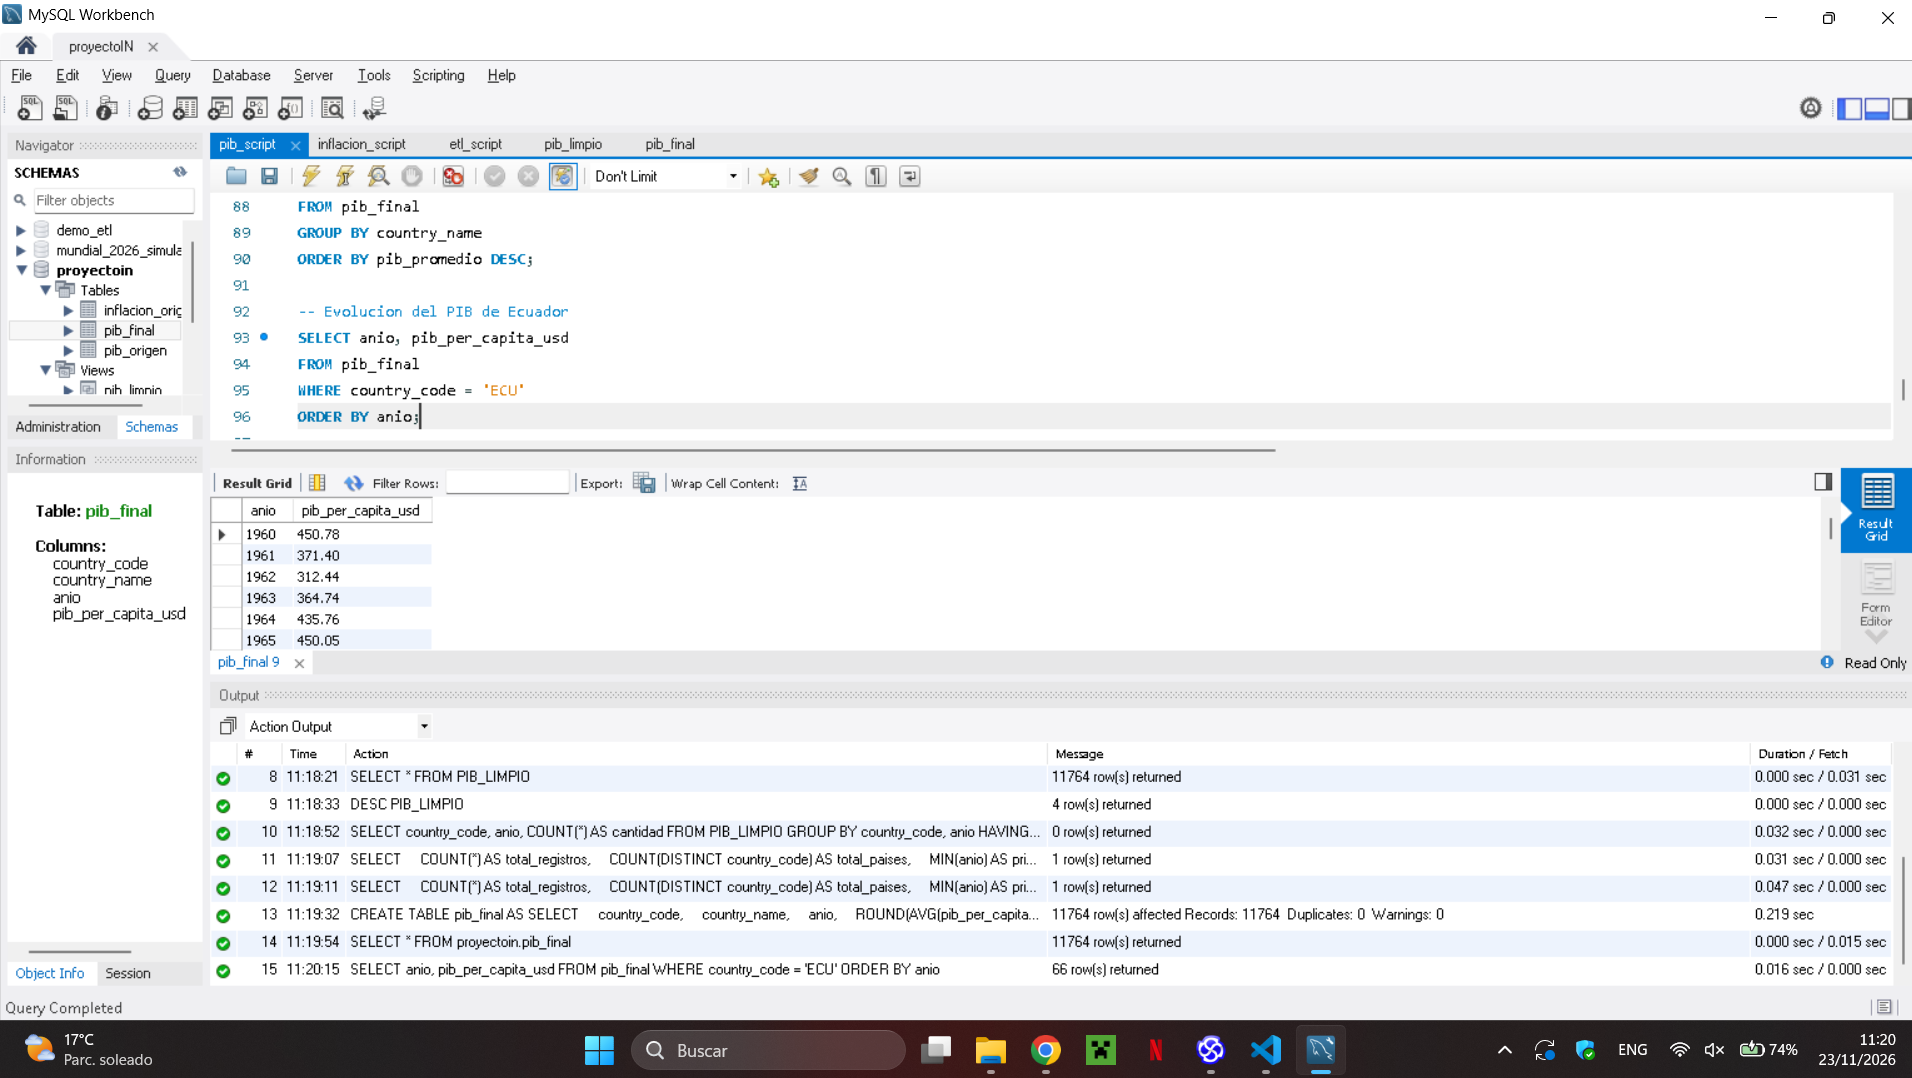 MySQL Workbench
proyectoIN
File Edit View Query Database Server Tools Scripting Help
Navigator
SCHEMAS
Filter objects
demo_etl
mundial_2026_simula
proyectoin
Tables
inflacion_orig
pib_final
pib_origen
Views
pib_limpio
Administration Schemas
Information
Table: pib_final
Columns:
country_code
country_name
anio
pib_per_capita_usd
Object Info Session
pib_script inflacion_script etl_script pib_limpio pib_final
Don't Limit
88 FROM pib_final
89 GROUP BY country_name
90 ORDER BY pib_promedio DESC;
91
92 -- Evolucion del PIB de Ecuador
93 SELECT anio, pib_per_capita_usd
94 FROM pib_final
95 WHERE country_code = 'ECU'
96 ORDER BY anio;
Result Grid Filter Rows: Export: Wrap Cell Content:
anio pib_per_capita_usd
1960 450.78
1961 371.40
1962 312.44
1963 364.74
1964 435.76
1965 450.05
Result Grid
Form Editor
pib_final 9
Read Only
Output
Action Output
# Time Action Message Duration / Fetch
8 11:18:21 SELECT * FROM PIB_LIMPIO 11764 row(s) returned 0.000 sec / 0.031 sec
9 11:18:33 DESC PIB_LIMPIO 4 row(s) returned 0.000 sec / 0.000 sec
10 11:18:52 SELECT country_code, anio, COUNT(*) AS cantidad FROM PIB_LIMPIO GROUP BY country_code, anio HAVING... 0 row(s) returned 0.032 sec / 0.000 sec
11 11:19:07 SELECT COUNT(*) AS total_registros, COUNT(DISTINCT country_code) AS total_paises, MIN(anio) AS pri... 1 row(s) returned 0.031 sec / 0.000 sec
12 11:19:11 SELECT COUNT(*) AS total_registros, COUNT(DISTINCT country_code) AS total_paises, MIN(anio) AS pri... 1 row(s) returned 0.047 sec / 0.000 sec
13 11:19:32 CREATE TABLE pib_final AS SELECT country_code, country_name, anio, ROUND(AVG(pib_per_capita... 11764 row(s) affected Records: 11764 Duplicates: 0 Warnings: 0 0.219 sec
14 11:19:54 SELECT * FROM proyectoin.pib_final 11764 row(s) returned 0.000 sec / 0.015 sec
15 11:20:15 SELECT anio, pib_per_capita_usd FROM pib_final WHERE country_code = 'ECU' ORDER BY anio 66 row(s) returned 0.016 sec / 0.000 sec
Query Completed
17°C
Parc. soleado
Buscar
ENG
74%
11:20
23/11/2026